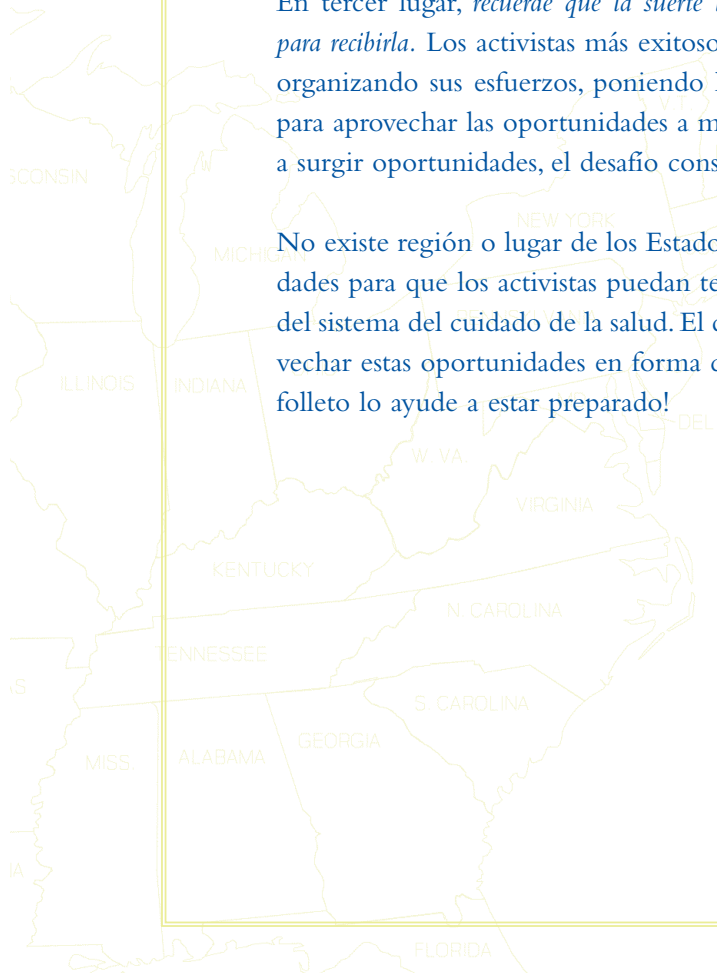 En tercer lugar, recuerde que la suerte
para recibirla. Los activistas más exitoso
organizando sus esfuerzos, poniendo
para aprovechar las oportunidades a m
a surgir oportunidades, el desafío cons
No existe región o lugar de los Estado
dades para que los activistas puedan te
del sistema del cuidado de la salud. El
vechar estas oportunidades en forma
folleto lo ayude a estar preparado!
VT.
SCONSIN
NEW YORK
MICHIGAN
ILLINOIS
INDIANA
DEL
W. VA.
VIRGINIA
KENTUCKY
N. CAROLINA
TENNESSEE
S
S. CAROLINA
GEORGIA
MISS.
ALABAMA
IA
FLORIDA